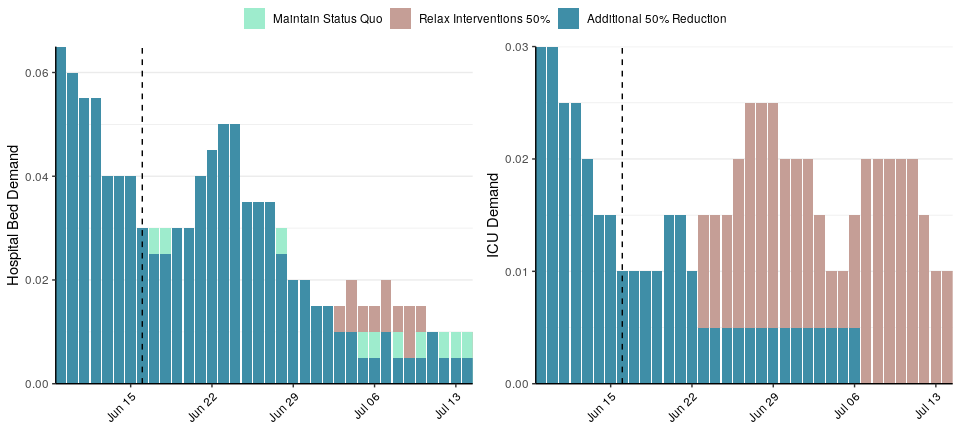 Maintain Status Quo Relax Interventions 50% Additional 50% Reduction
Hospital Bed Demand
0.06
0.04
0.02
0.00
Jun 15 Jun 22 Jun 29 Jul 06 Jul 13
ICU Demand
0.03
0.02
0.01
0.00
Jun 15 Jun 22 Jun 29 Jul 06 Jul 13